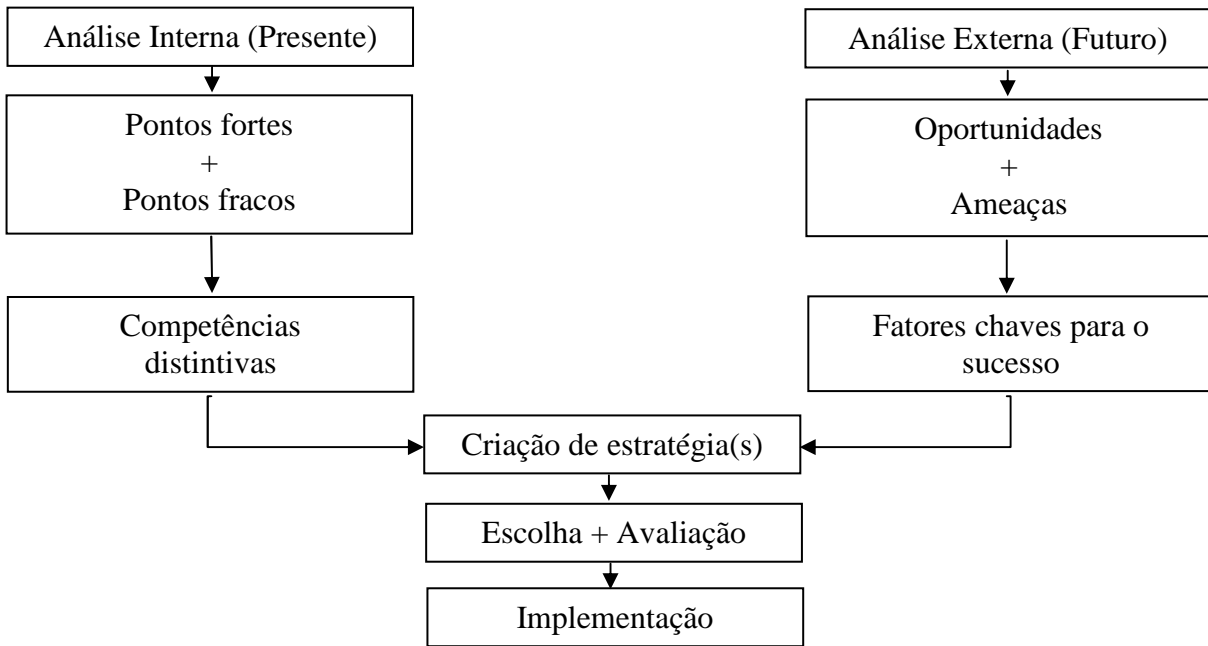 Análise Interna (Presente)
Pontos fortes
+
Pontos fracos
Competências
distintivas
Análise Externa (Futuro)
Oportunidades
+
Ameaças
Fatores chaves para o
sucesso
Criação de estratégia(s)
Escolha + Avaliação
Implementação